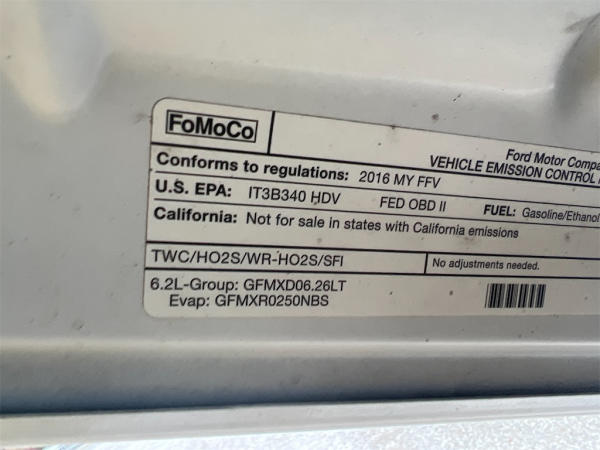 FoMoCo
Ford Motor
VEHICLE EMISSION CONTROL
Conforms to regulations: 2016 MY FFV
U.S. EPA: IT3B340 HDV FED OBD II FUEL: Gasoline/Ethanol
California: Not for sale in states with California emissions
TWC/HO2S/WR-HO2S/SFI No adjustments needed.
6.2L-Group: GFMXD06.26LT
Evap: GFMXR0250NBS